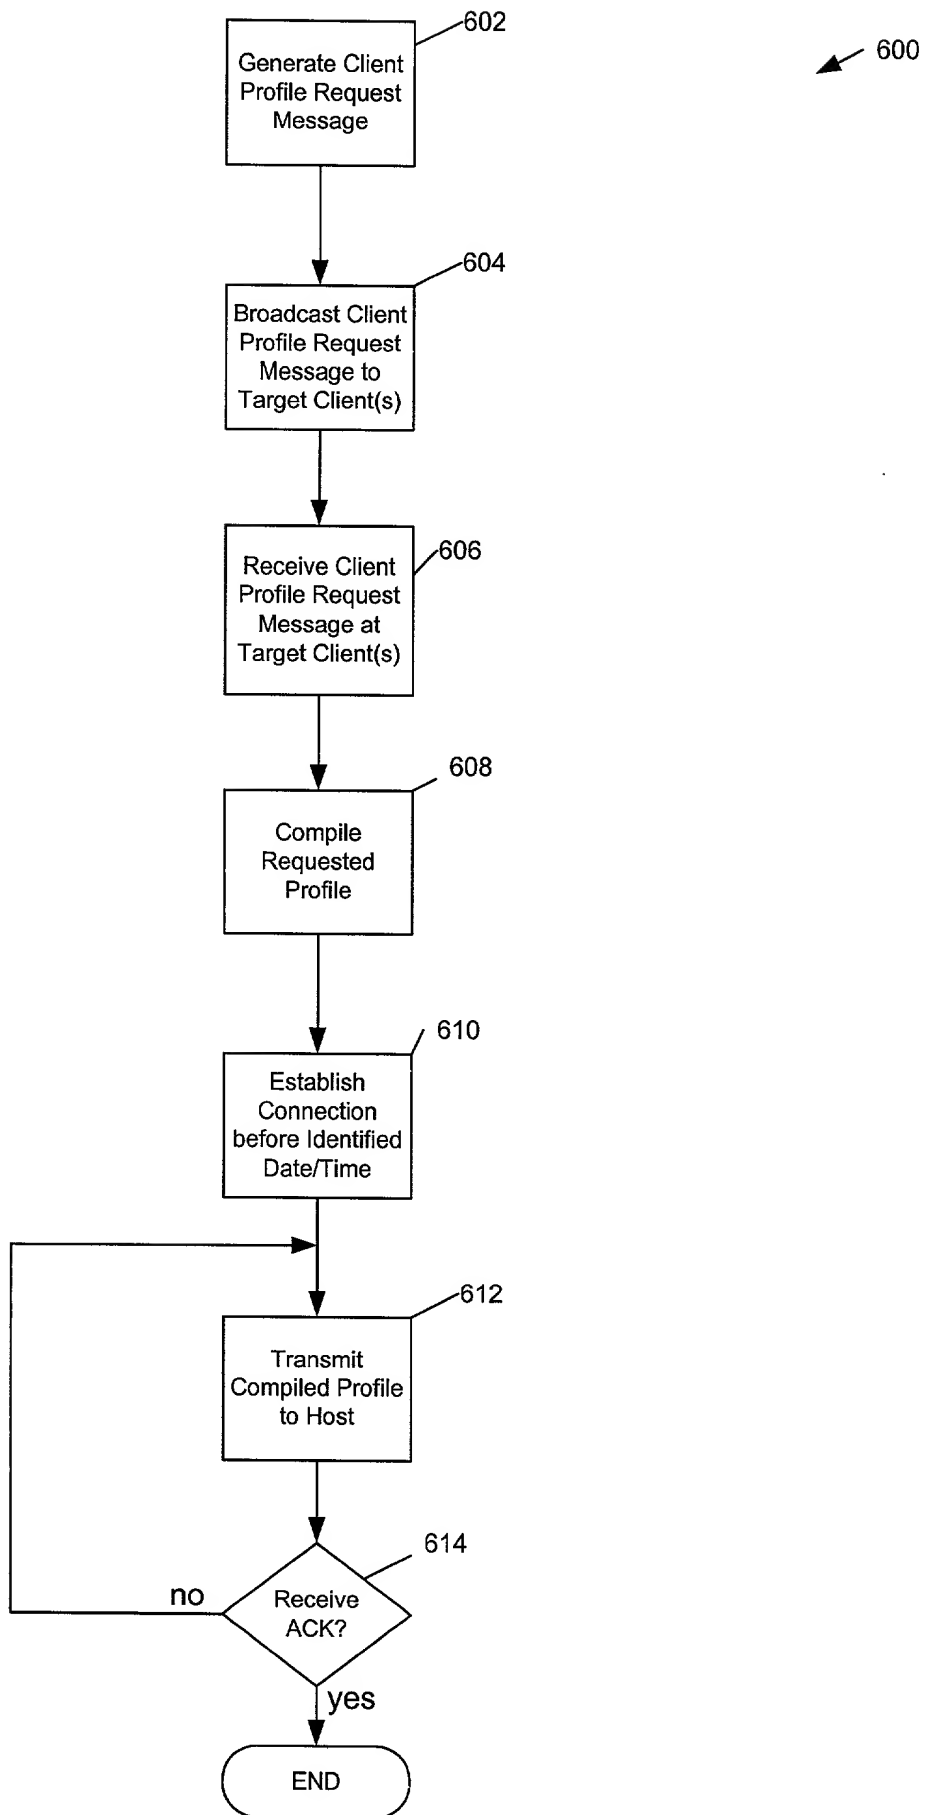 602
600
Generate Client
Profile Request
Message
604
Broadcast Client
Profile Request
Message to
Target Client(s)
606
Receive Client
Profile Request
Message at
Target Client(s)
608
Compile
Requested
Profile
610
Establish
Connection
before Identified
Date/Time
612
Transmit
Compiled Profile
to Host
614
Receive
ACK?
no
yes
END